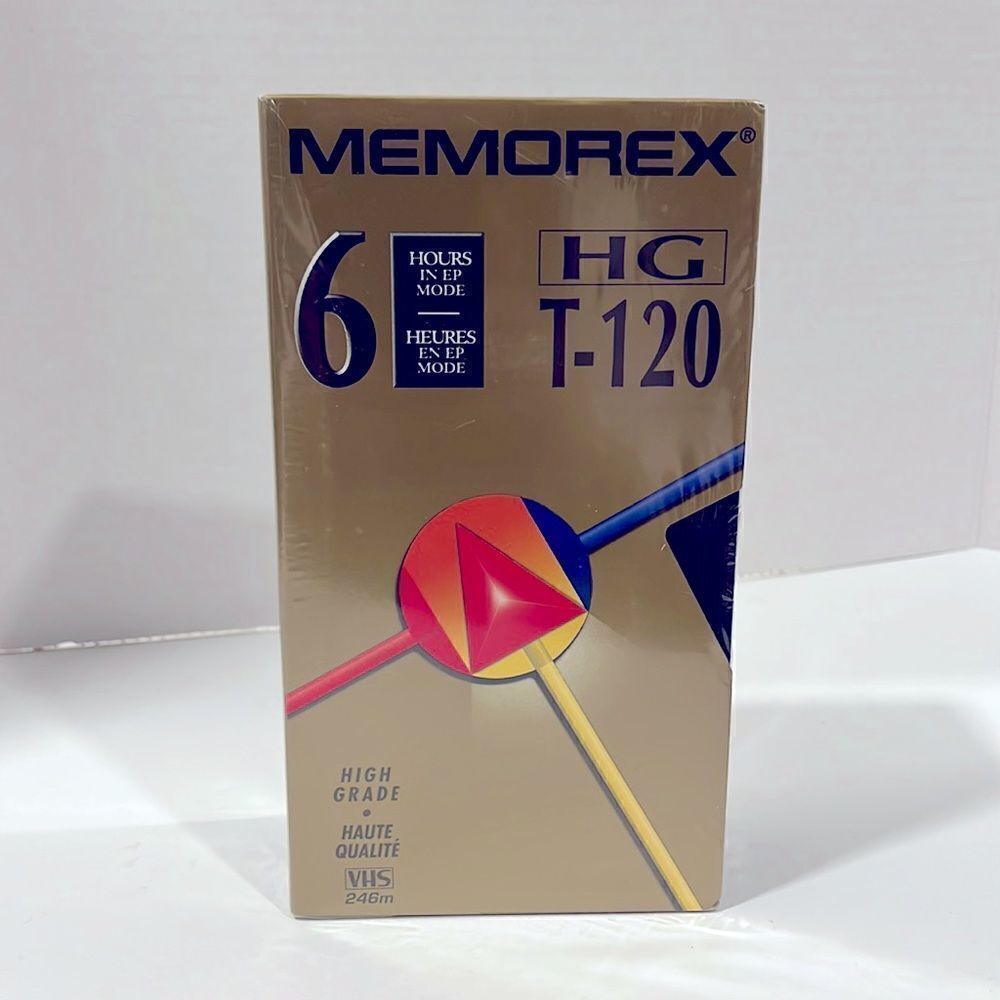 MEMOREX®
6
HOURS
IN EP
MODE
HEURES
EN EP
MODE
HG
T-120
HIGH
GRADE
•
HAUTE
QUALITÉ
VHS
246m